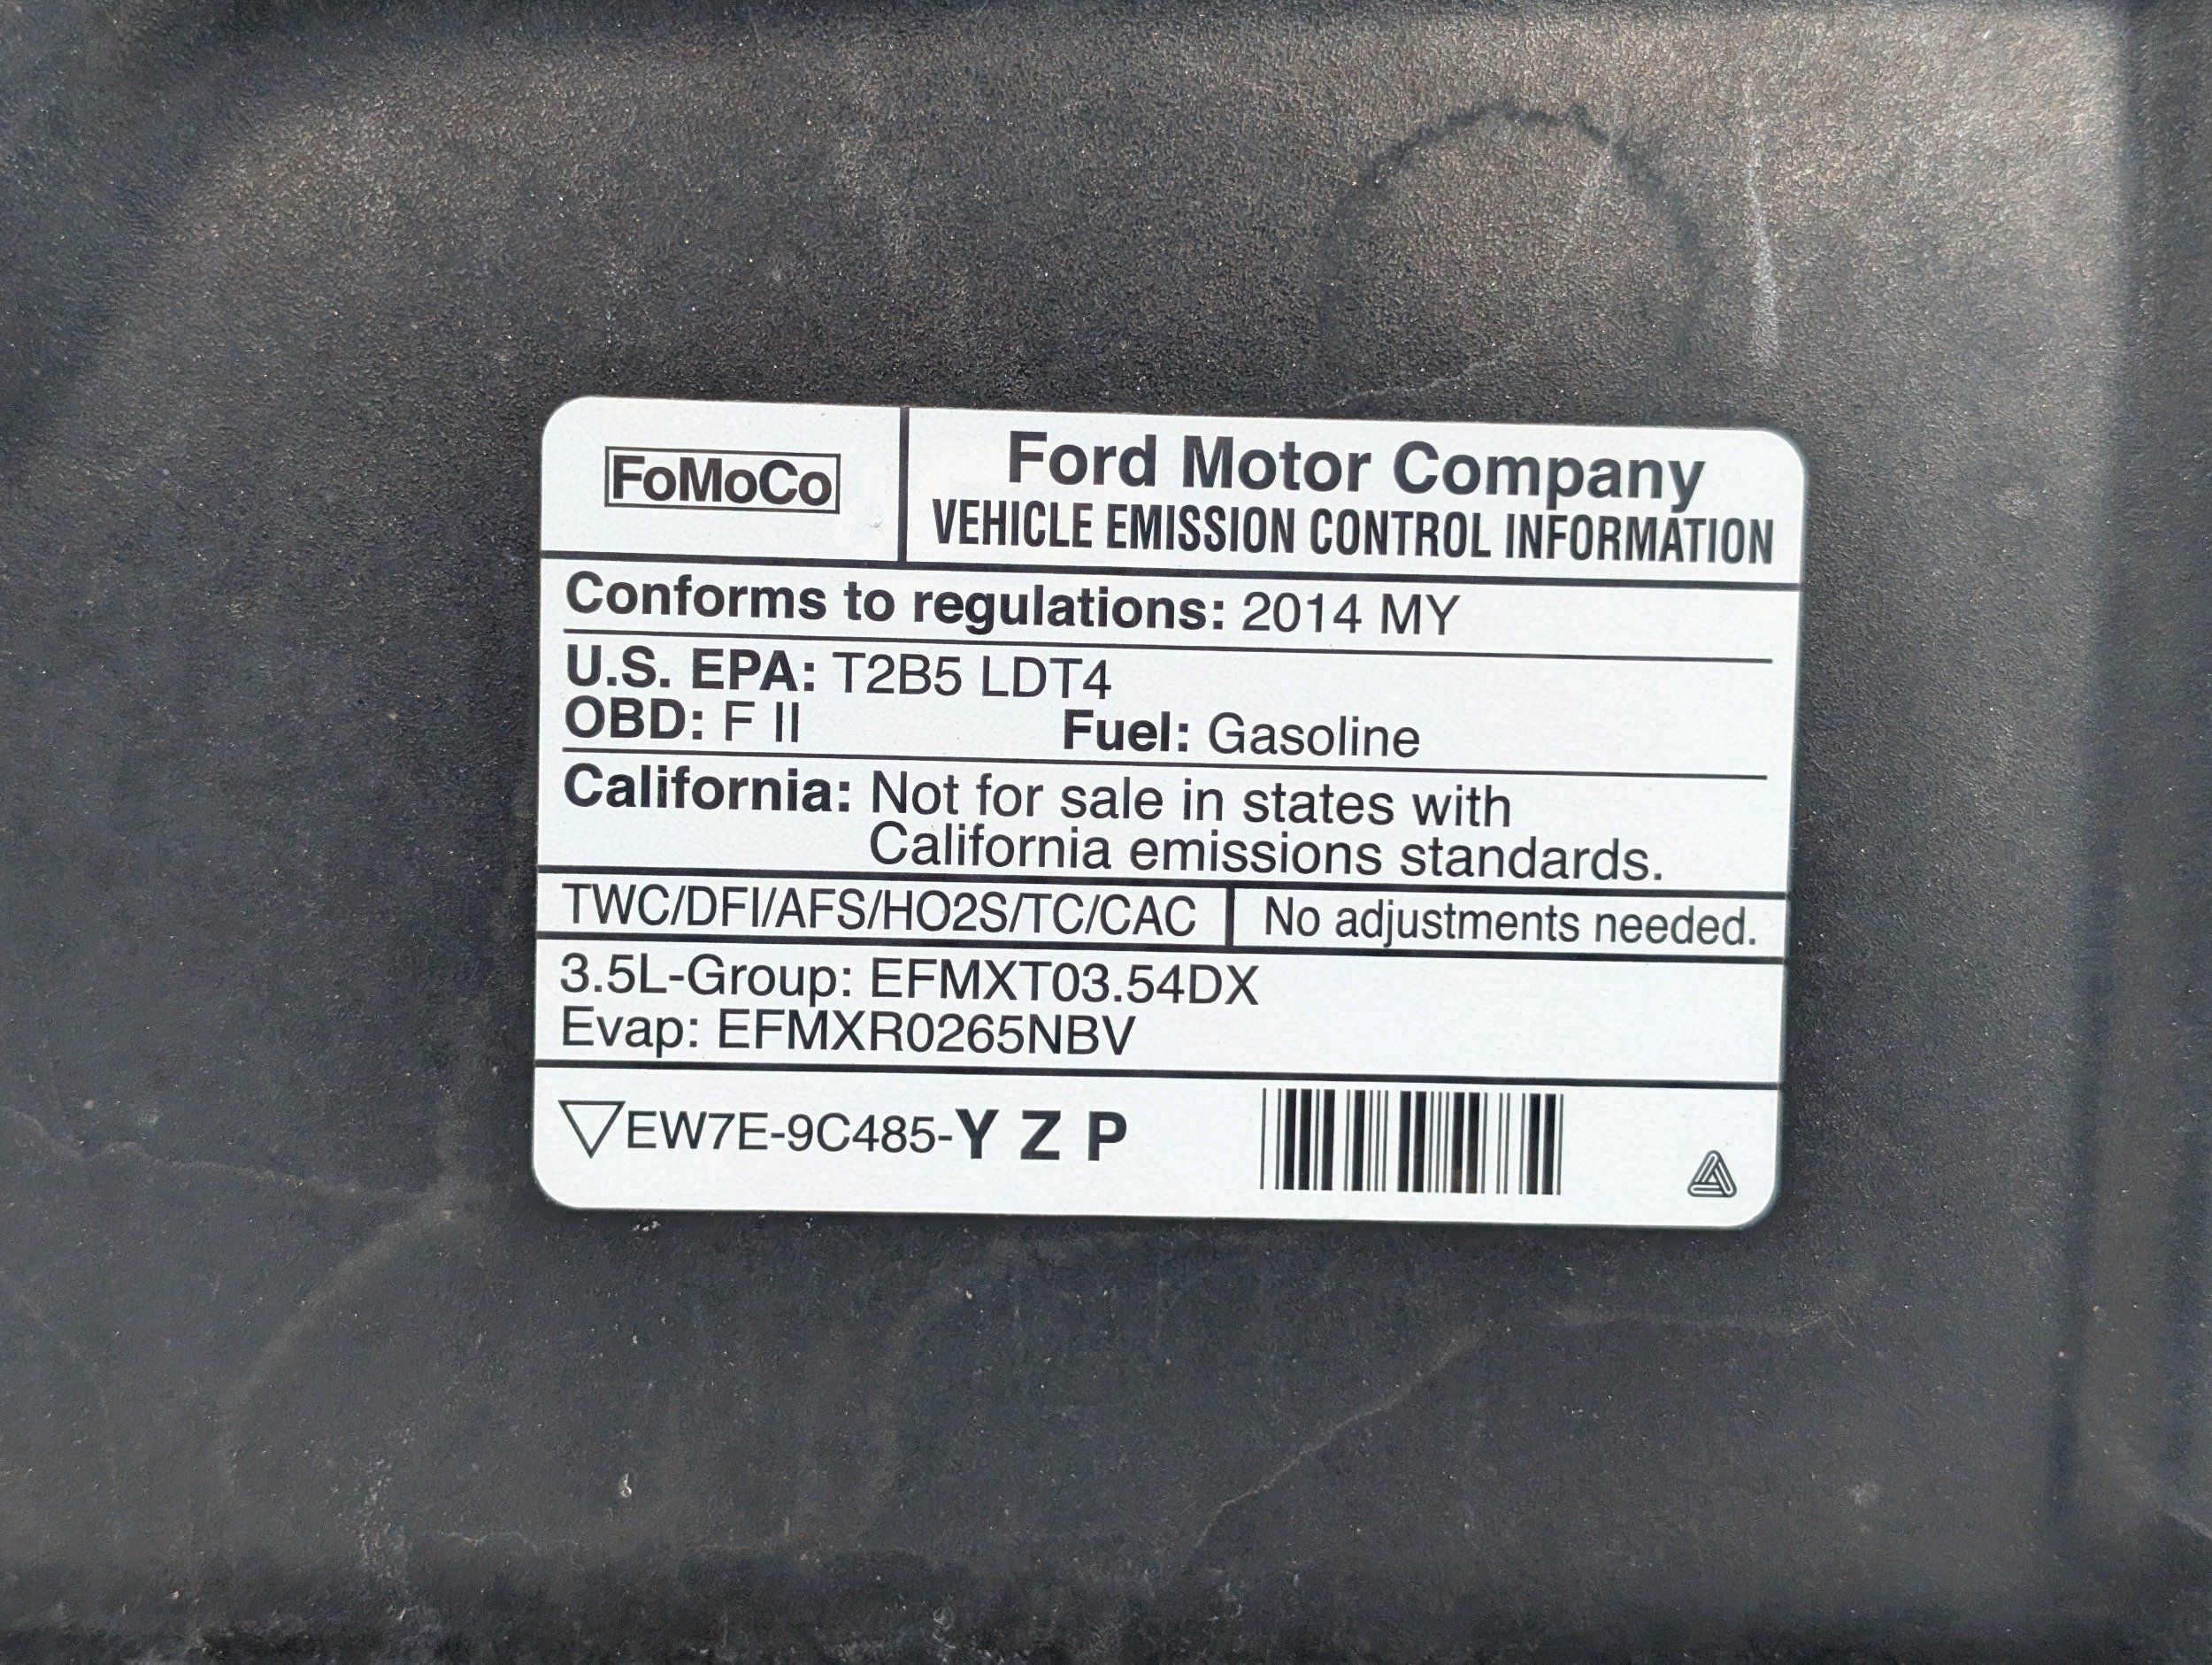 FoMoCo
Ford Motor Company
VEHICLE EMISSION CONTROL INFORMATION
Conforms to regulations: 2014 MY
U.S. EPA: T2B5 LDT4
OBD: F II Fuel: Gasoline
California: Not for sale in states with
California emissions standards.
TWC/DFI/AFS/HO2S/TC/CAC No adjustments needed.
3.5L-Group: EFMXT03.54DX
Evap: EFMXR0265NBV
EW7E-9C485-Y Z P